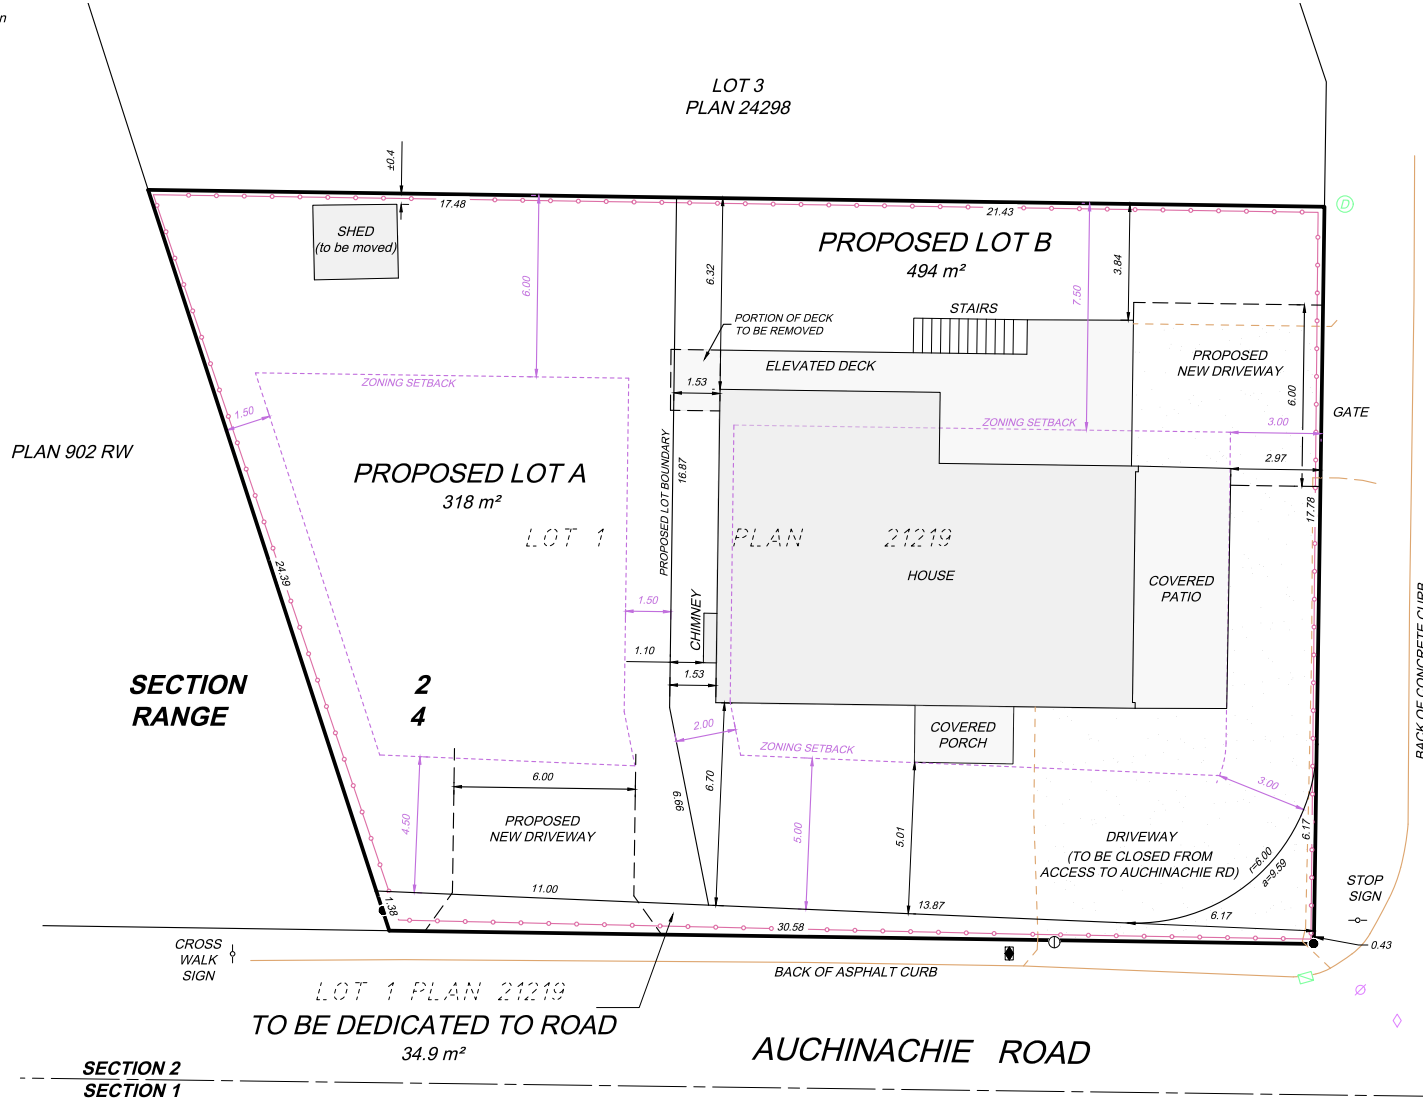 n
LOT 3
PLAN 24298
±0.4
17.48
21.43
SHED
(to be moved)
PROPOSED LOT B
494 m²
6.00
6.32
7.50
3.84
STAIRS
PORTION OF DECK
TO BE REMOVED
ELEVATED DECK
PROPOSED
NEW DRIVEWAY
ZONING SETBACK
1.53
6.00
1.50
GATE
ZONING SETBACK
3.00
PLAN 902 RW
2.97
PROPOSED LOT A
318 m²
PROPOSED LOT BOUNDARY
16.87
17.78
LOT 1 PLAN 21219
HOUSE
24.39
COVERED
PATIO
1.50
CHIMNEY
1.10
1.53
BACK OF CONCRETE CURB
SECTION 2
RANGE 4
2.00
COVERED
PORCH
ZONING SETBACK
6.00
6.70
3.00
9.66
PROPOSED
NEW DRIVEWAY
4.50
5.00
5.01
6.17
DRIVEWAY
(TO BE CLOSED FROM
ACCESS TO AUCHINACHIE RD)
r=6.00
a=9.59
STOP
SIGN
11.00
1.38
13.87
6.17
30.58
0.43
CROSS
WALK
SIGN
BACK OF ASPHALT CURB
LOT 1 PLAN 21219
TO BE DEDICATED TO ROAD
34.9 m²
AUCHINACHIE ROAD
SECTION 2
SECTION 1
D